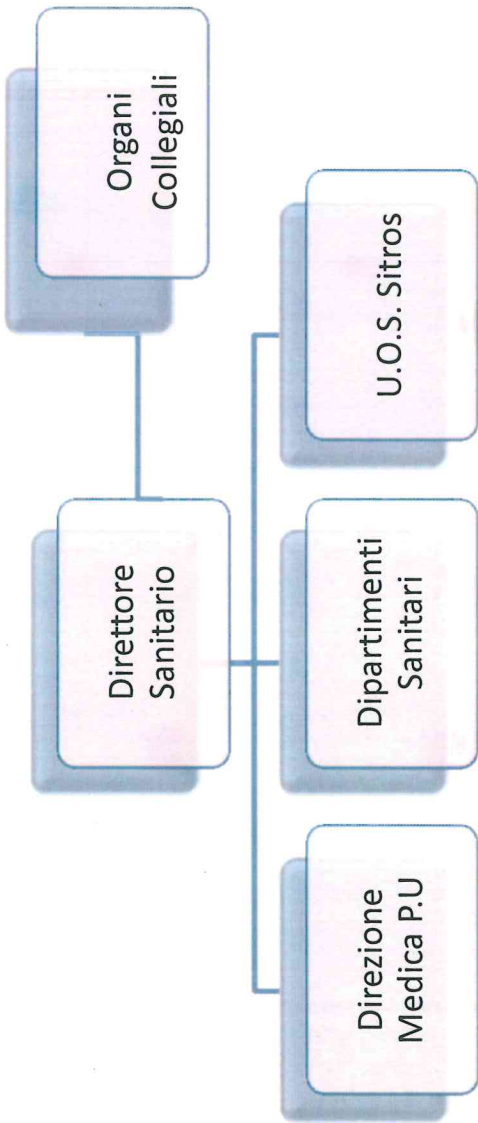 Organi
Collegiali
Direttore
Sanitario
Direzione
Medica P.U
Dipartimenti
Sanitari
U.O.S. Sitros